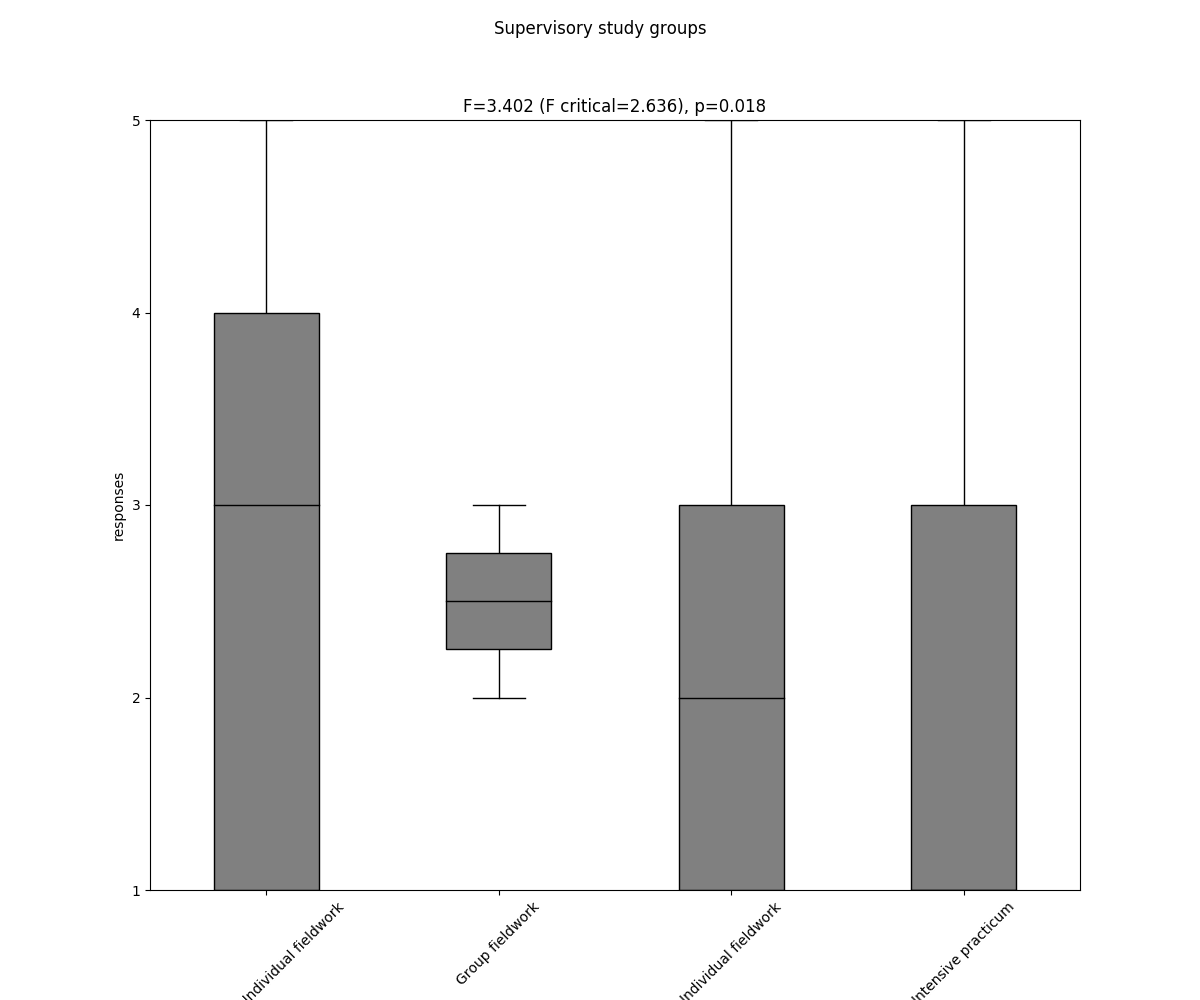 Supervisory study groups
F=3.402 (F critical=2.636), p=0.018
5
4
3
2
1
responses
Individual fieldwork
Group fieldwork
Individual fieldwork
Intensive practicum